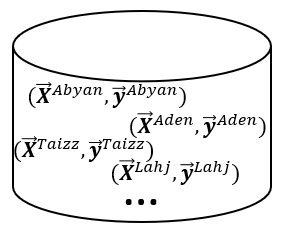 (X⃗^Abyan, y⃗^Abyan)
(X⃗^Aden, y⃗^Aden)
(X⃗^Taizz, y⃗^Taizz)
(X⃗^Lahj, y⃗^Lahj)
...